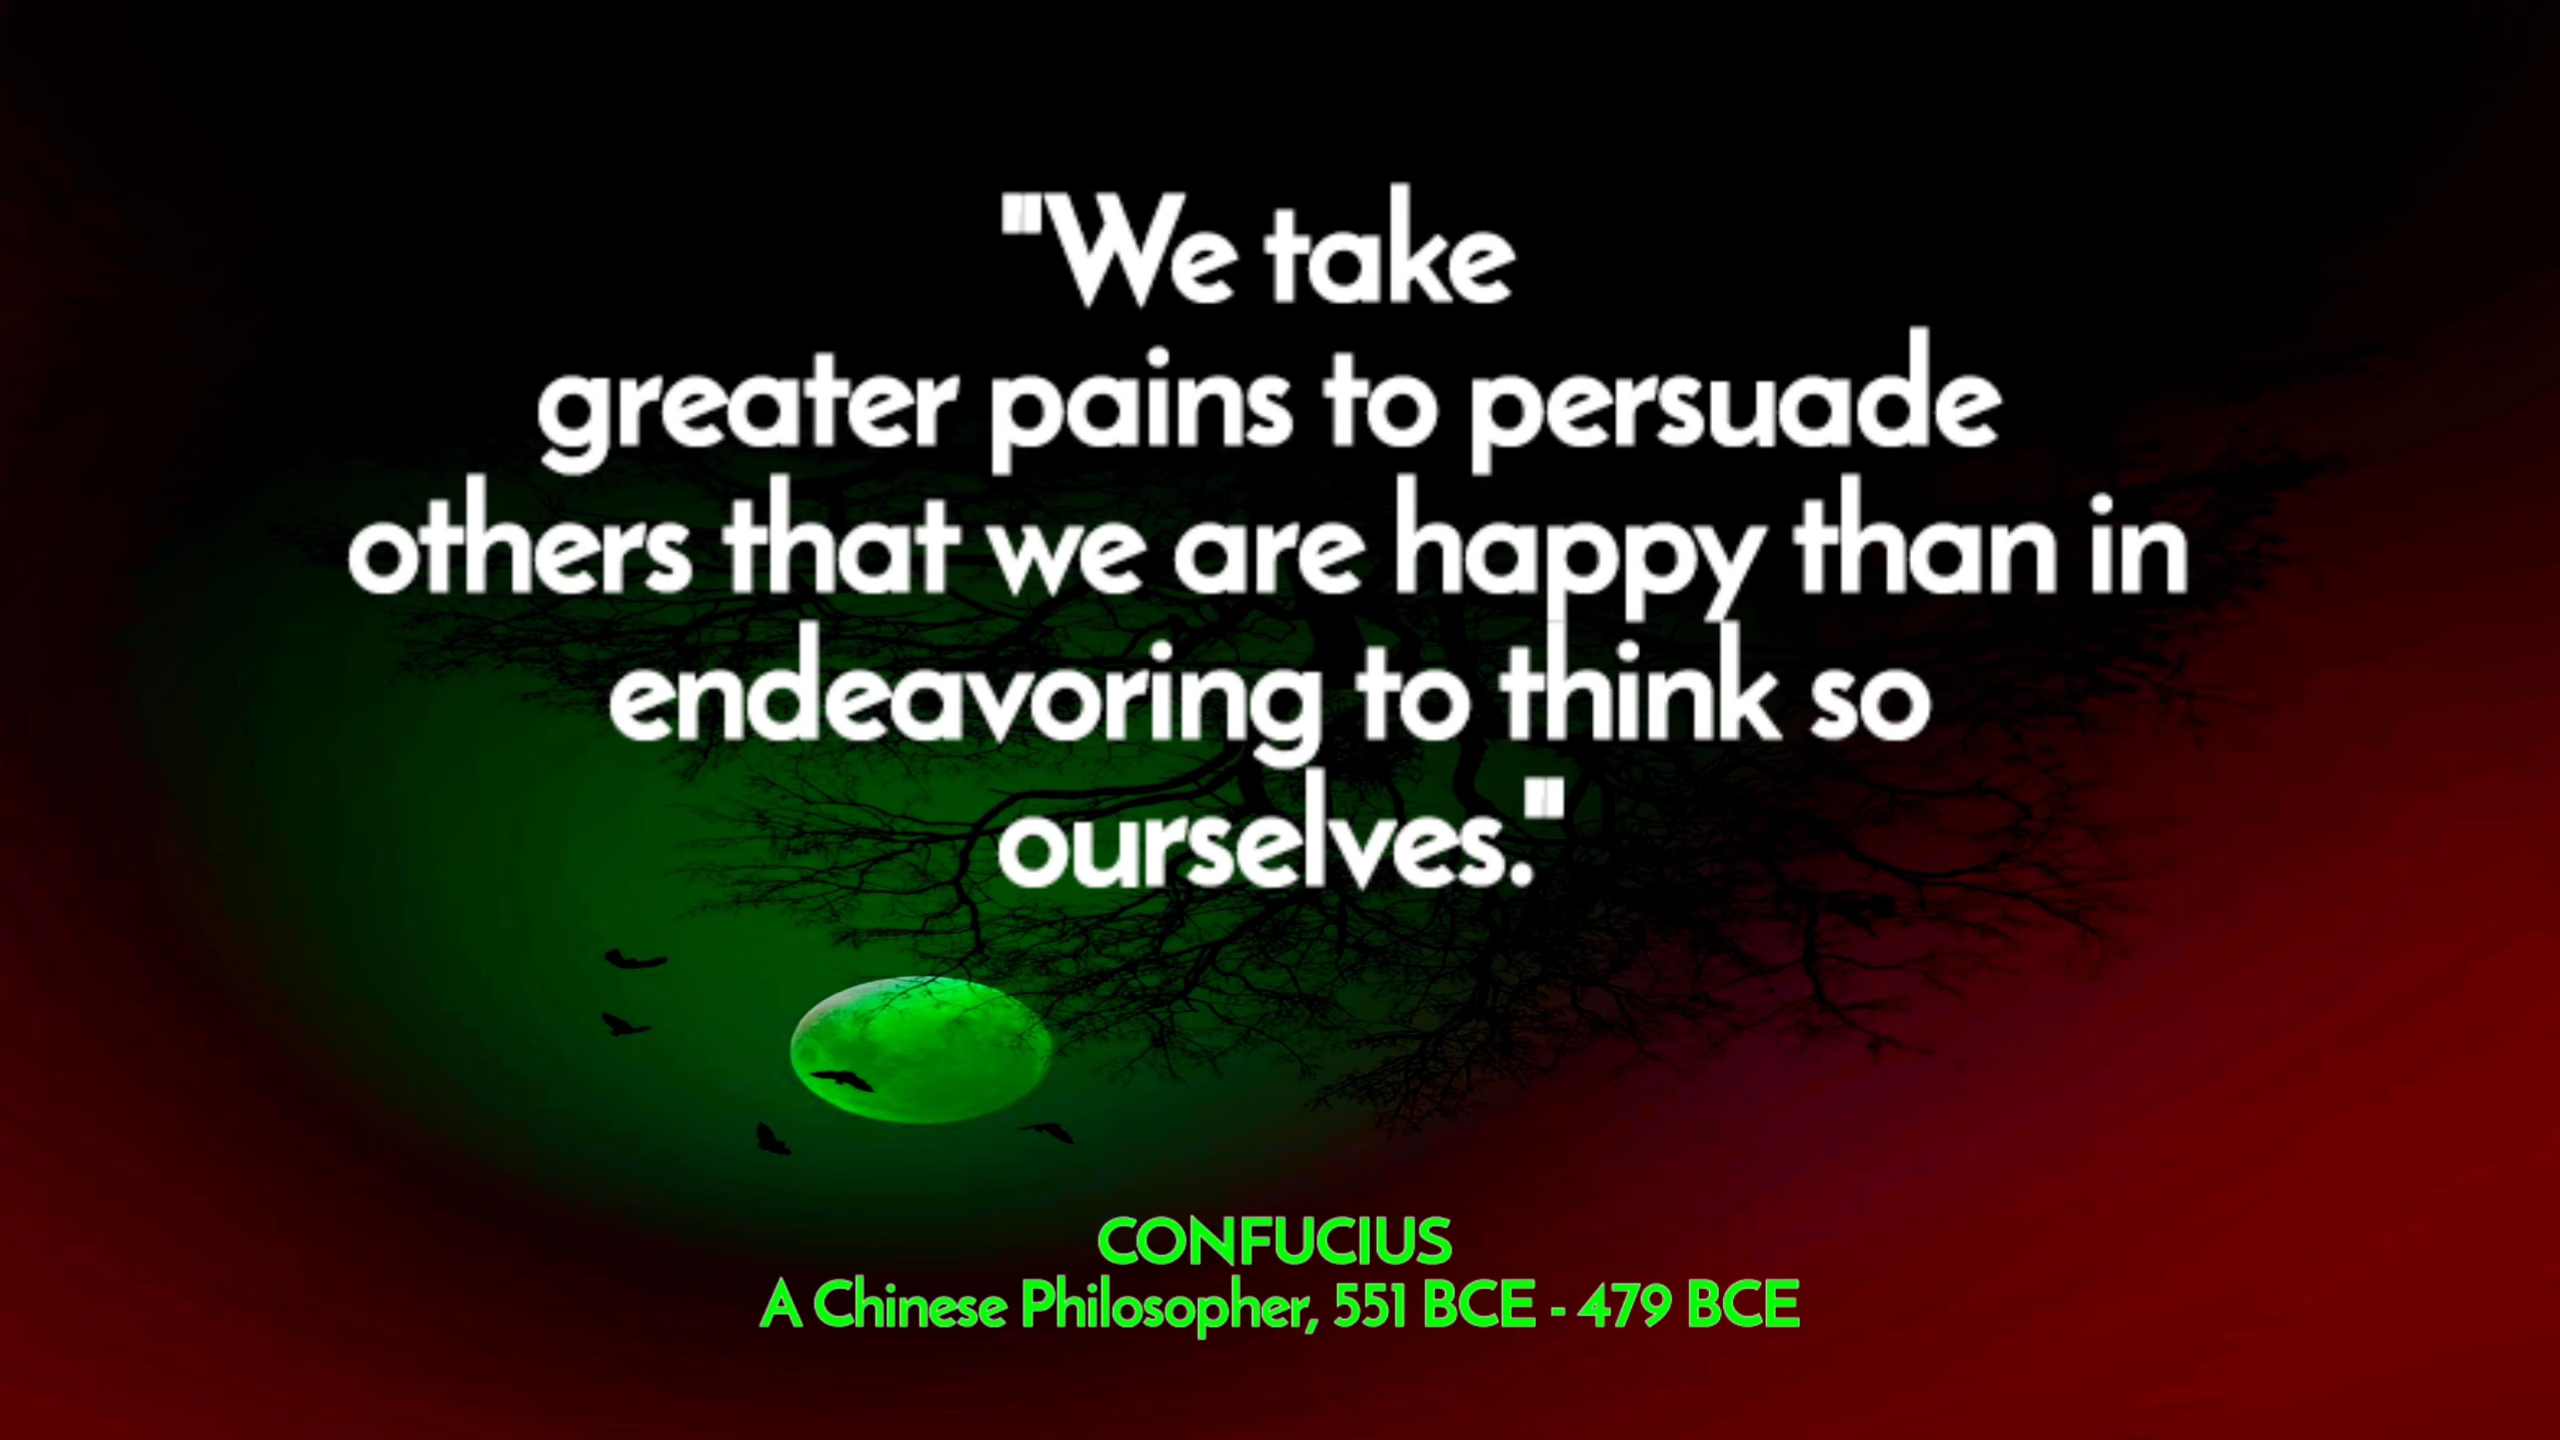 "We take
greater pains to persuade
others that we are happy than in
endeavoring to think so
ourselves."
CONFUCIUS
A Chinese Philosopher, 551 BCE - 479 BCE